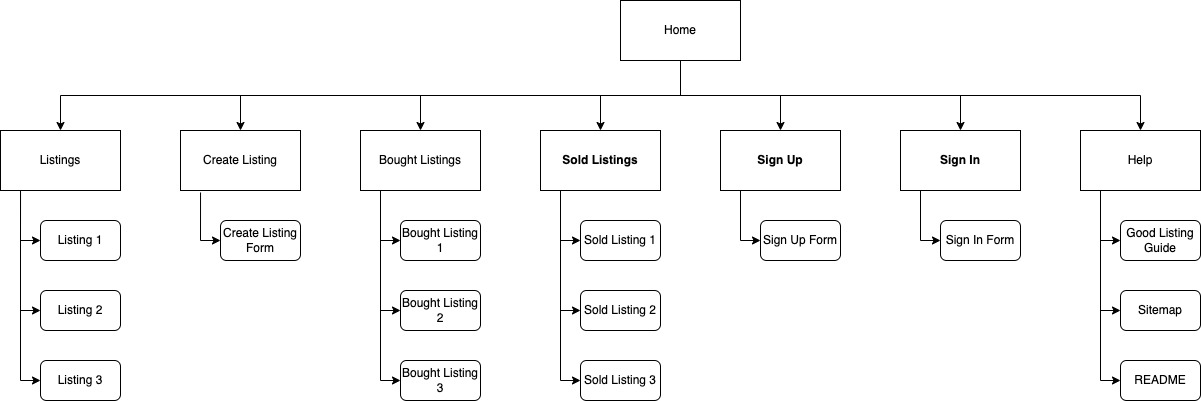 Home
Listings
Create Listing
Bought Listings
Sold Listings
Sign Up
Sign In
Help
Listing 1
Create Listing
Form
Bought Listing
1
Sold Listing 1
Sign Up Form
Sign In Form
Good Listing
Guide
Listing 2
Bought Listing
2
Sold Listing 2
Sitemap
Listing 3
Bought Listing
3
Sold Listing 3
README